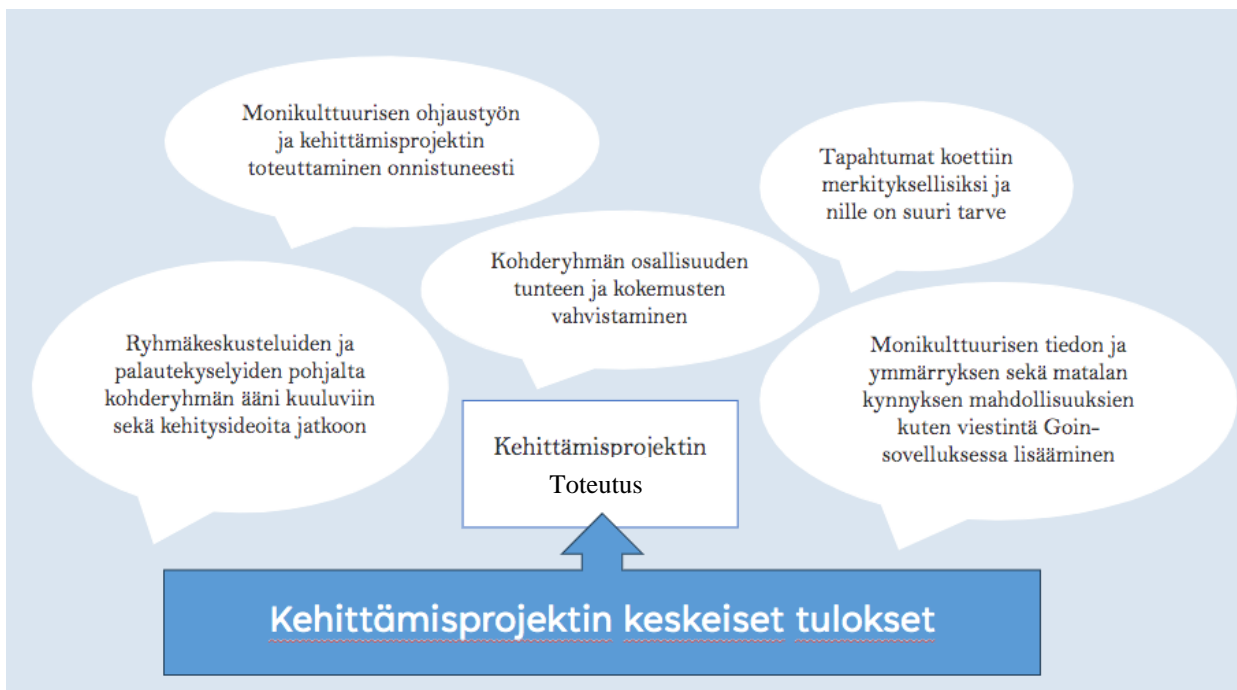 Monikulttuurisen ohjaustyön
ja kehittämisprojektin
toteuttaminen onnistuneesti
Tapahtumat koettiin
merkityksellisiksi ja
nille on suuri tarve
Kohderyhmän osallisuuden
tunteen ja kokemusten
vahvistaminen
Ryhmäkeskusteluiden ja
palautekyselyiden pohjalta
kohderyhmän ääni kuuluviin
sekä kehitysideoita jatkoon
Monikulttuurisen tiedon ja
ymmärryksen sekä matalan
kynnyksen mahdollisuuksien
kuten viestintä Goin-
sovelluksessa lisääminen
Kehittämisprojektin
Toteutus
Kehittämisprojektin keskeiset tulokset